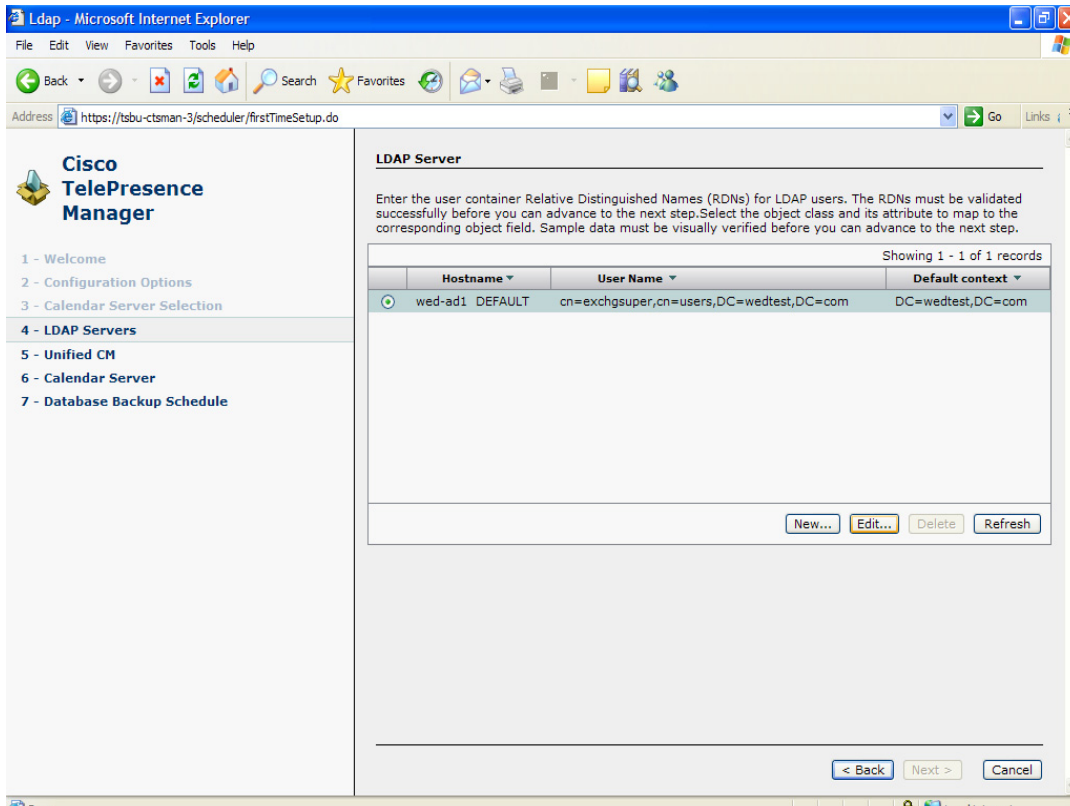 Ldap - Microsoft Internet Explorer
File Edit View Favorites Tools Help
Back Search Favorites
Address https://tsbu-ctsman-3/scheduler/firstTimeSetup.do Go Links
Cisco
TelePresence
Manager
1 - Welcome
2 - Configuration Options
3 - Calendar Server Selection
4 - LDAP Servers
5 - Unified CM
6 - Calendar Server
7 - Database Backup Schedule
LDAP Server
Enter the user container Relative Distinguished Names (RDNs) for LDAP users. The RDNs must be validated
successfully before you can advance to the next step.Select the object class and its attribute to map to the
corresponding object field. Sample data must be visually verified before you can advance to the next step.
Showing 1 - 1 of 1 records
Hostname User Name Default context
wed-ad1 DEFAULT cn=exchgsuper,cn=users,DC=wedtest,DC=com DC=wedtest,DC=com
New... Edit... Delete Refresh
< Back Next > Cancel